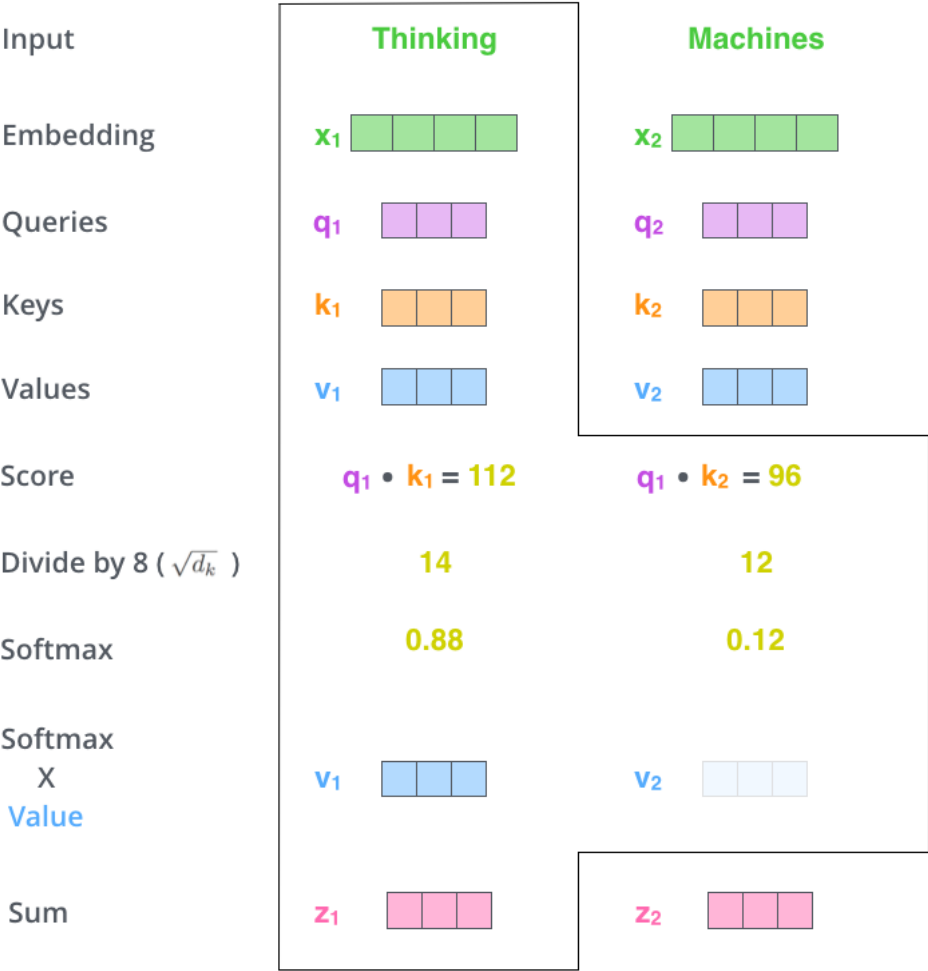 Input Thinking Machines
Embedding x₁ x₂
Queries q₁ q₂
Keys k₁ k₂
Values v₁ v₂
Score q₁ • k₁ = 112 q₁ • k₂ = 96
Divide by 8 ( √dₖ ) 14 12
Softmax 0.88 0.12
Softmax
X v₁ v₂
Value
Sum z₁ z₂